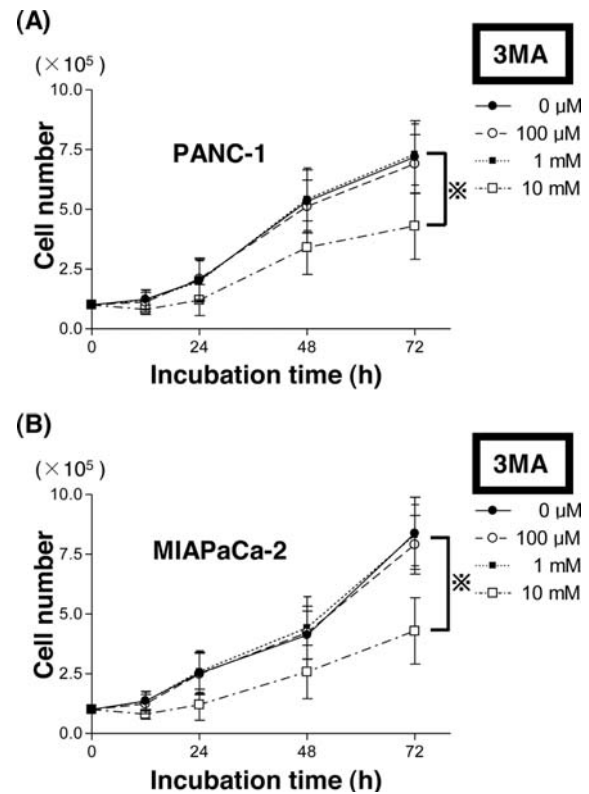 (A)
(×10⁵)
10.0
7.5
5.0
2.5
0.0
Cell number
PANC-1
0
24
48
72
Incubation time (h)
3MA
0 µM
100 µM
1 mM
10 mM
※
(B)
(×10⁵)
10.0
7.5
5.0
2.5
0.0
Cell number
MIAPaCa-2
0
24
48
72
Incubation time (h)
3MA
0 µM
100 µM
1 mM
10 mM
※